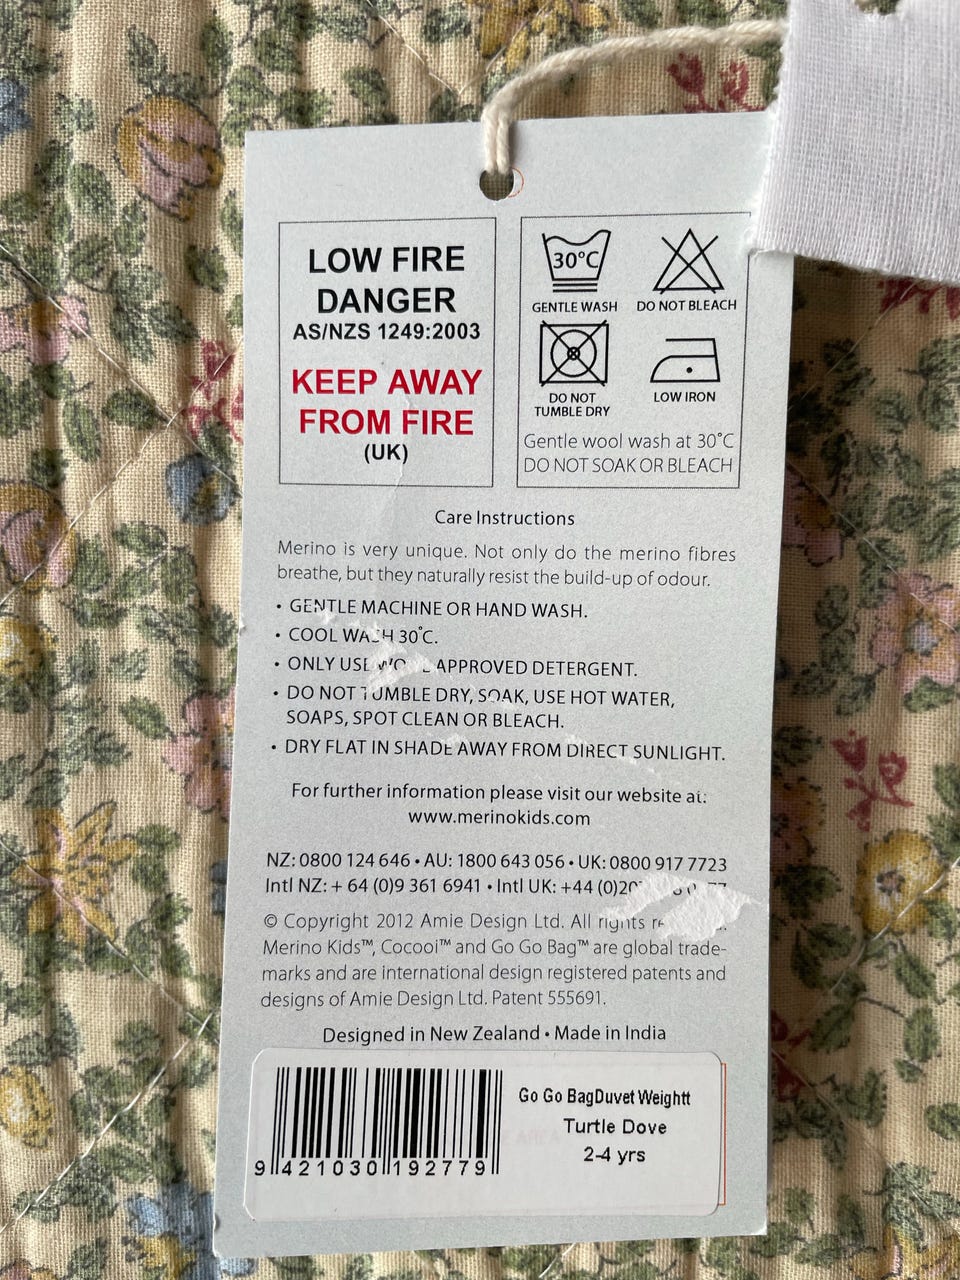 LOW FIRE
DANGER
AS/NZS 1249:2003
KEEP AWAY
FROM FIRE
(UK)
30°C
GENTLE WASH
DO NOT BLEACH
DO NOT
TUMBLE DRY
LOW IRON
Gentle wool wash at 30°C
DO NOT SOAK OR BLEACH
Care Instructions
Merino is very unique. Not only do the merino fibres
breathe, but they naturally resist the build-up of odour.
• GENTLE MACHINE OR HAND WASH.
• COOL WASH 30°C.
• ONLY USE APPROVED DETERGENT.
• DO NOT TUMBLE DRY, SOAK, USE HOT WATER,
SOAPS, SPOT CLEAN OR BLEACH.
• DRY FLAT IN SHADE AWAY FROM DIRECT SUNLIGHT.
For further information please visit our website at:
www.merinokids.com
NZ: 0800 124 646 • AU: 1800 643 056 • UK: 0800 917 7723
Intl NZ: + 64 (0)9 361 6941 • Intl UK: +44
© Copyright 2012 Amie Design Ltd. All rights
Merino Kids™, Cocooi™ and Go Go Bag™ are global trade-
marks and are international design registered patents and
designs of Amie Design Ltd. Patent 555691.
Designed in New Zealand • Made in India
Go Go BagDuvet Weightt
Turtle Dove
2-4 yrs
9 421030 192779